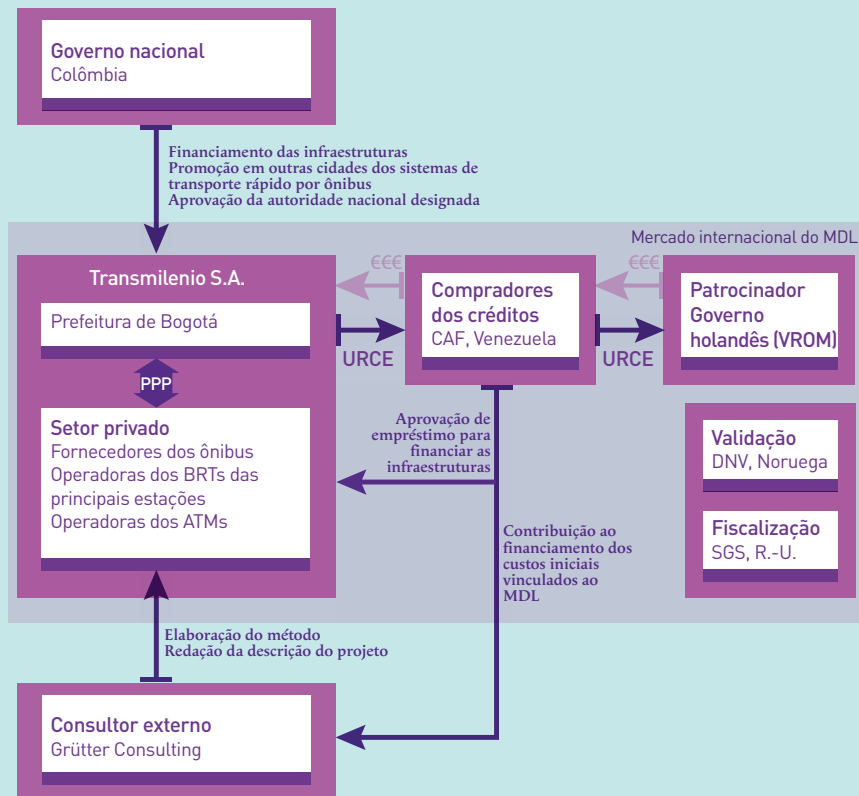 Governo nacional
Colômbia
Financiamento das infraestruturas
Promoção em outras cidades dos sistemas de
transporte rápido por ônibus
Aprovação da autoridade nacional designada
Mercado internacional do MDL
Transmilenio S.A.
Prefeitura de Bogotá
PPP
Setor privado
Fornecedores dos ônibus
Operadoras dos BRTs das
principais estações
Operadoras dos ATMs
€€€
URCE
Compradores
dos créditos
CAF, Venezuela
€€€
URCE
Patrocinador
Governo
holandês (VROM)
Aprovação de
empréstimo para
financiar as
infraestruturas
Validação
DNV, Noruega
Fiscalização
SGS, R.-U.
Contribuição ao
financiamento dos
custos iniciais
vinculados ao
MDL
Elaboração do método
Redação da descrição do projeto
Consultor externo
Grütter Consulting